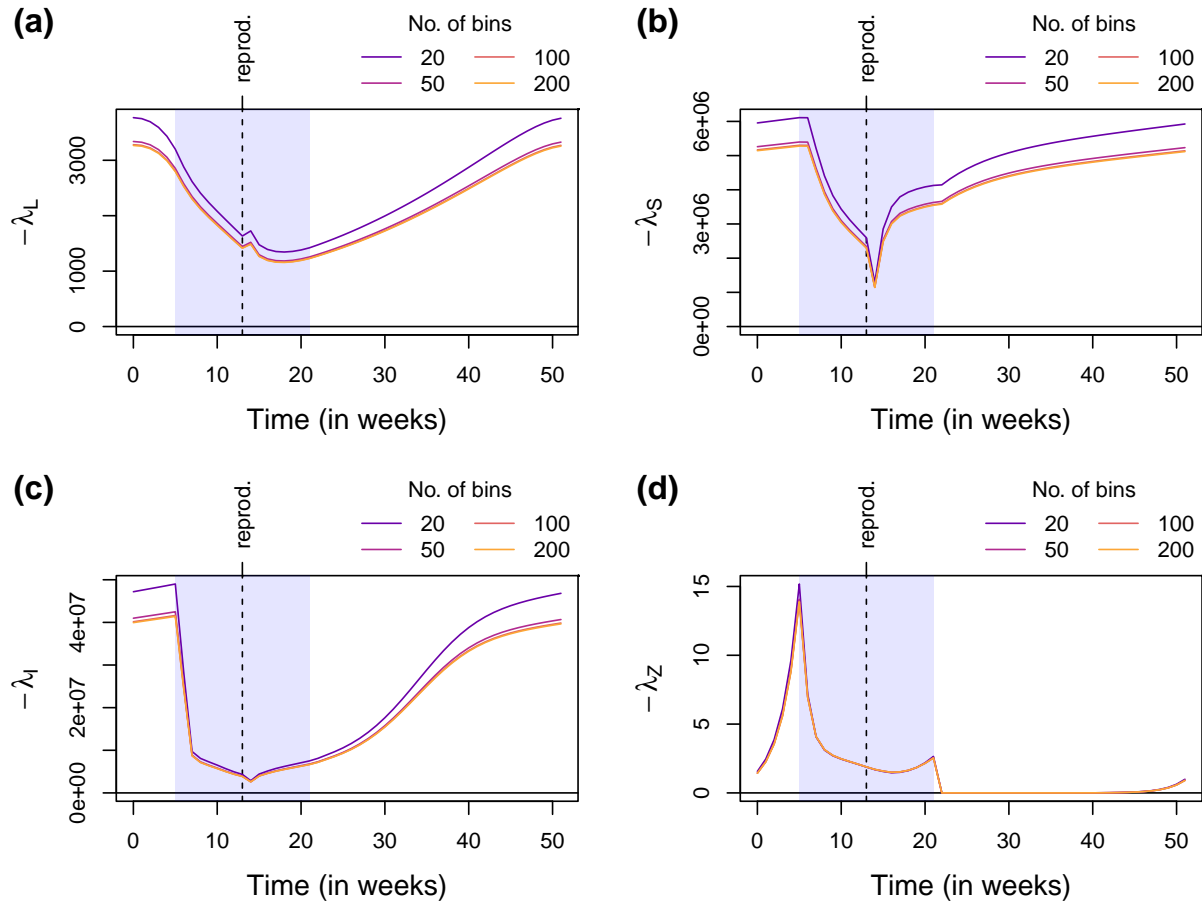 (a)
reprod.
No. of bins
20 100
50 200
−λL
0 1000 3000
0 10 20 30 40 50
Time (in weeks)
(b)
reprod.
No. of bins
20 100
50 200
−λS
0e+00 3e+06 6e+06
0 10 20 30 40 50
Time (in weeks)
(c)
reprod.
No. of bins
20 100
50 200
−λI
0e+00 2e+07 4e+07
0 10 20 30 40 50
Time (in weeks)
(d)
reprod.
No. of bins
20 100
50 200
−λZ
0 5 10 15
0 10 20 30 40 50
Time (in weeks)